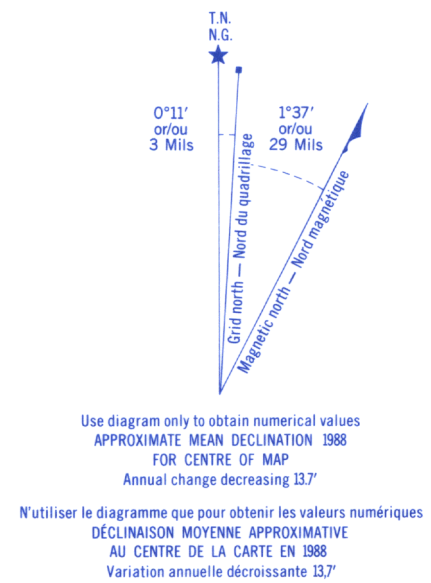 T.N.
N.G.
0°11′
or/ou
3 Mils
1°37′
or/ou
29 Mils
Grid north — Nord du quadrillage
Magnetic north — Nord magnetique
Use diagram only to obtain numerical values
APPROXIMATE MEAN DECLINATION 1988
FOR CENTRE OF MAP
Annual change decreasing 13.7′
N'utiliser le diagramme que pour obtenir les valeurs numériques
DÉCLINAISON MOYENNE APPROXIMATIVE
AU CENTRE DE LA CARTE EN 1988
Variation annuelle décroissante 13,7′